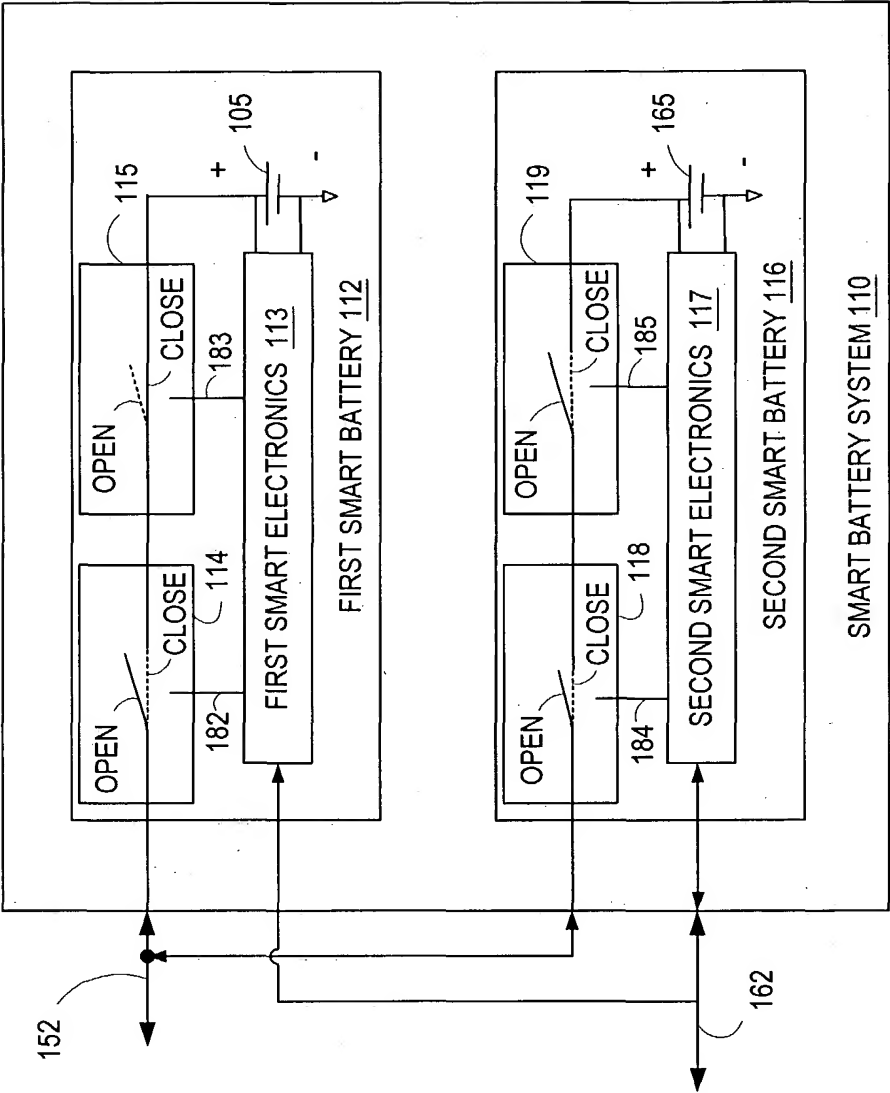 115
105
OPEN
CLOSE
+
-
183
114
OPEN
CLOSE
182
FIRST SMART ELECTRONICS 113
FIRST SMART BATTERY 112
119
165
OPEN
CLOSE
+
-
185
118
OPEN
CLOSE
184
SECOND SMART ELECTRONICS 117
SECOND SMART BATTERY 116
SMART BATTERY SYSTEM 110
152
162